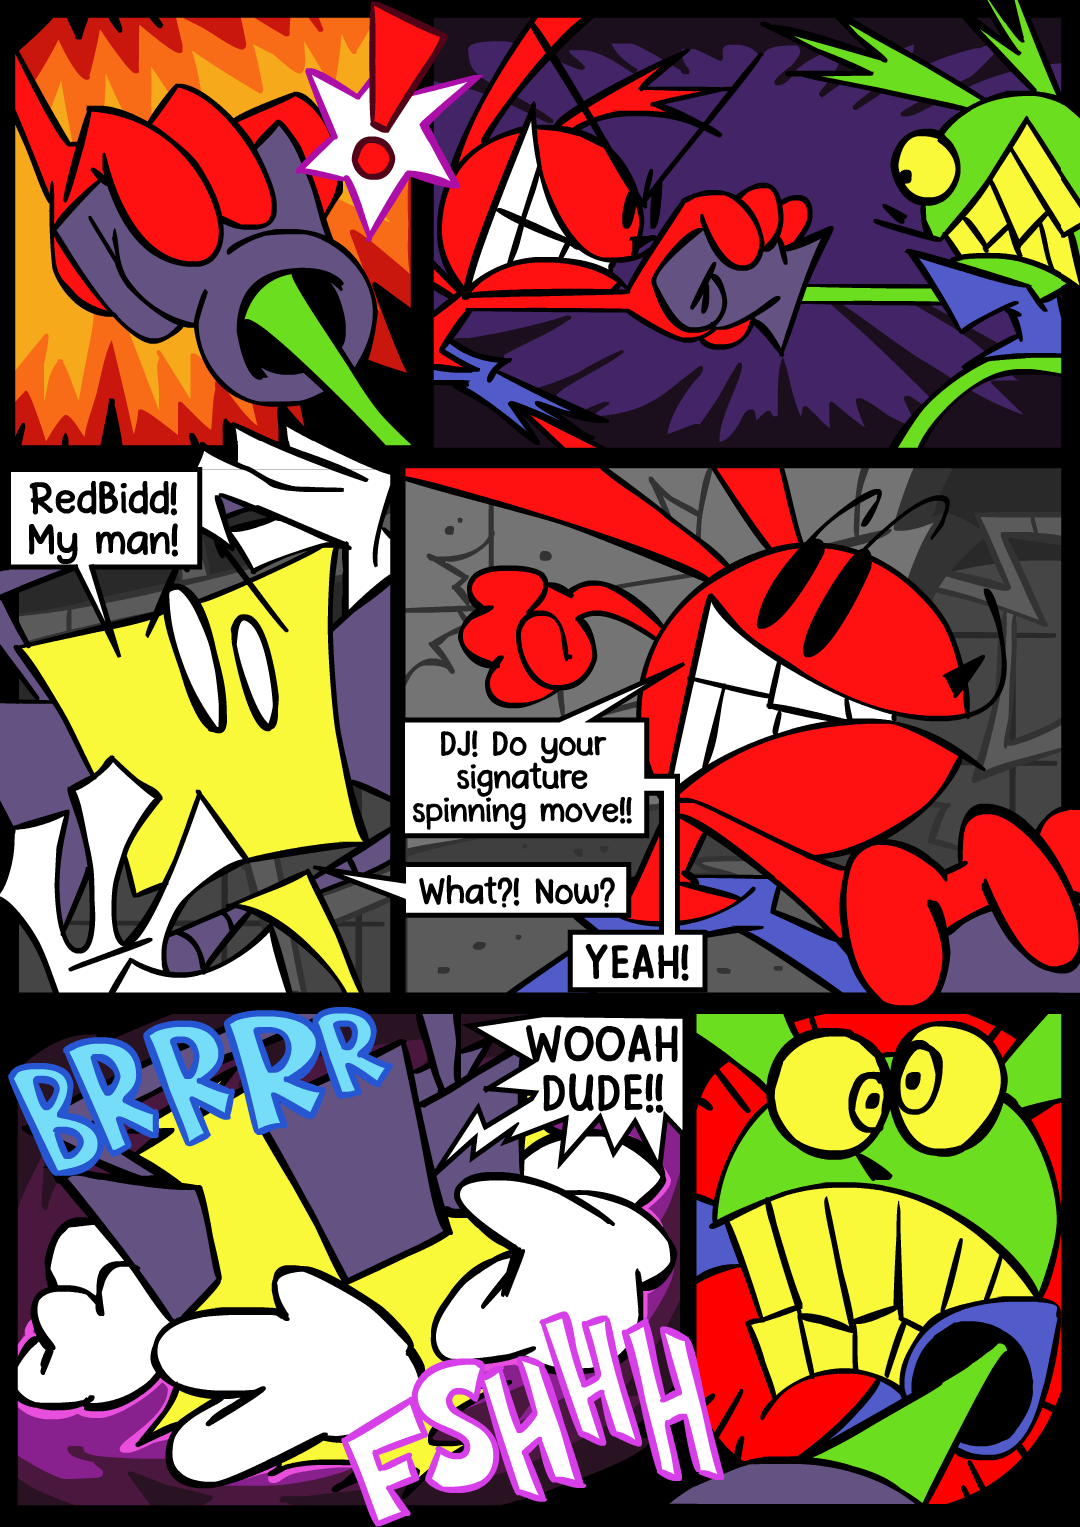 !
RedBidd!
My man!
DJ! Do your
signature
spinning move!!
What?! Now?
YEAH!
BRRRR
WOOAH
DUDE!!
FSHHH